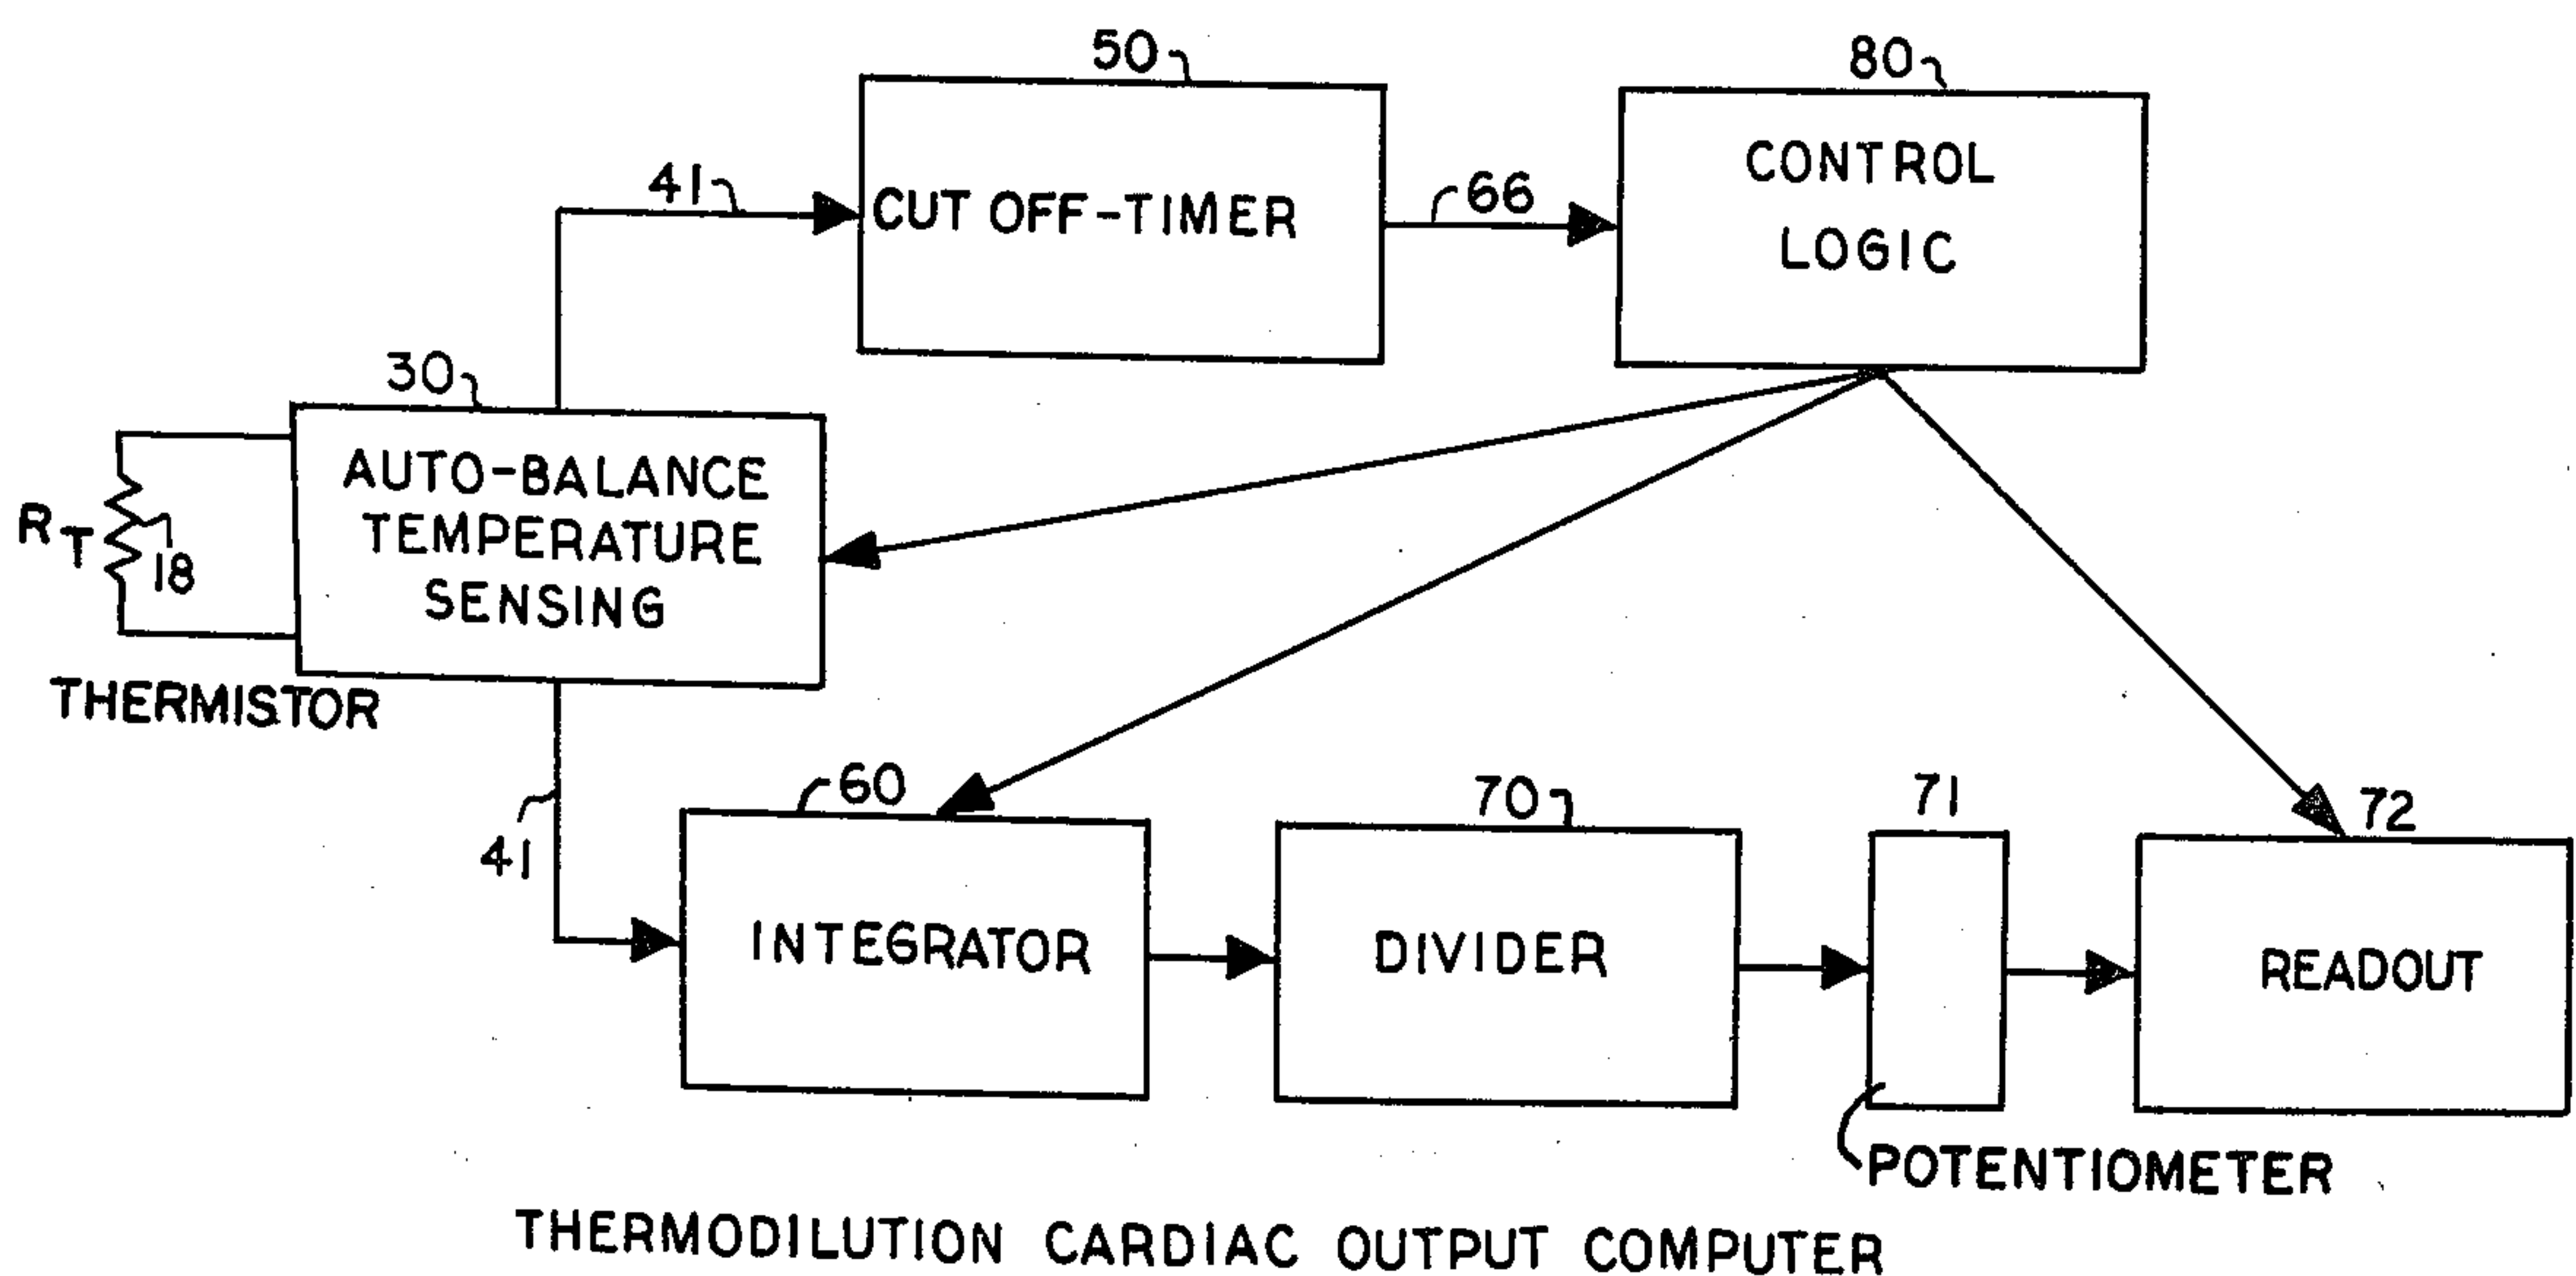 50
80
41
CUT OFF-TIMER
66
CONTROL
LOGIC
30
AUTO-BALANCE
TEMPERATURE
SENSING
RT
18
THERMISTOR
41
60
INTEGRATOR
70
DIVIDER
71
72
READOUT
POTENTIOMETER
THERMODILUTION CARDIAC OUTPUT COMPUTER